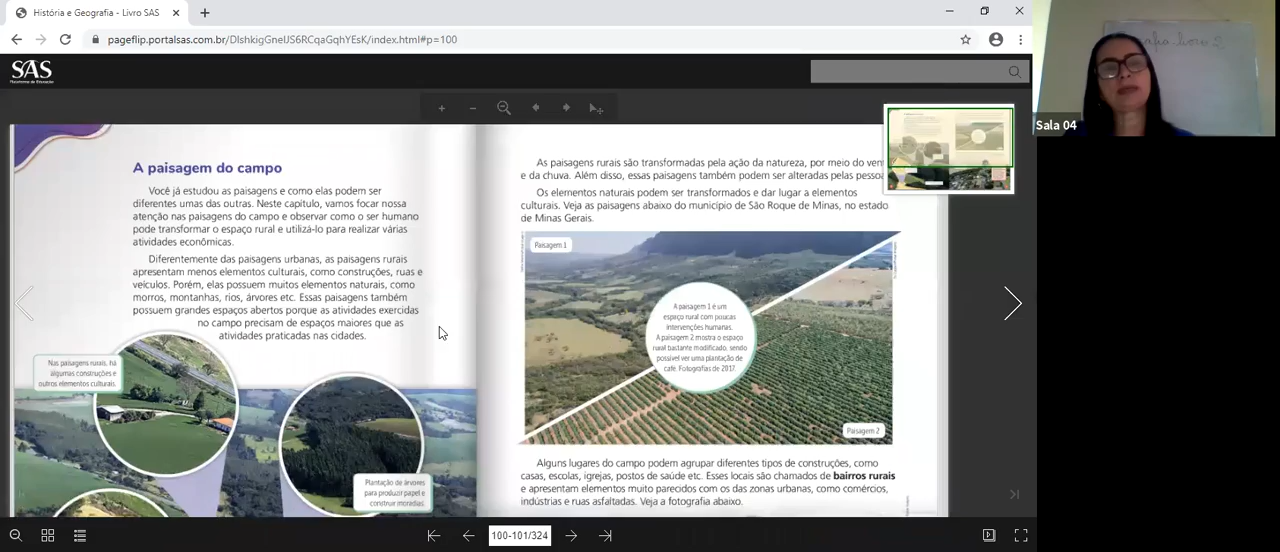 História e Geografia - Livro SAS
pageflip.portalsas.com.br/DIshkigGneIJS6RCqaGqhYEsK/index.html#p=100
SAS
Plataforma de Educação
Sala 04
A paisagem do campo
Você já estudou as paisagens e como elas podem ser
diferentes umas das outras. Neste capítulo, vamos focar nossa
atenção nas paisagens do campo e observar como o ser humano
pode transformar o espaço rural e utilizá-lo para realizar várias
atividades econômicas.
Diferentemente das paisagens urbanas, as paisagens rurais
apresentam menos elementos culturais, como construções, ruas e
veículos. Porém, elas possuem muitos elementos naturais, como
morros, montanhas, rios, árvores etc. Essas paisagens também
possuem grandes espaços abertos porque as atividades exercidas
no campo precisam de espaços maiores que as
atividades praticadas nas cidades.
Nas paisagens rurais, há
algumas construções e
outros elementos culturais.
Plantação de árvores
para produzir papel e
construir moradias.
As paisagens rurais são transformadas pela ação da natureza, por meio do ven
e da chuva. Além disso, essas paisagens também podem ser alteradas pelas pessoa
Os elementos naturais podem ser transformados e dar lugar a elementos
culturais. Veja as paisagens abaixo do município de São Roque de Minas, no estado
de Minas Gerais.
Paisagem 1
A paisagem 1 é um
espaço rural com poucas
intervenções humanas.
A paisagem 2 mostra o espaço
rural bastante modificado, sendo
possível ver uma plantação de
café. Fotografias de 2017.
Paisagem 2
Alguns lugares do campo podem agrupar diferentes tipos de construções, como
casas, escolas, igrejas, postos de saúde etc. Esses locais são chamados de bairros rurais
e apresentam elementos muito parecidos com os das zonas urbanas, como comércios,
indústrias e ruas asfaltadas. Veja a fotografia abaixo.
100-101/324